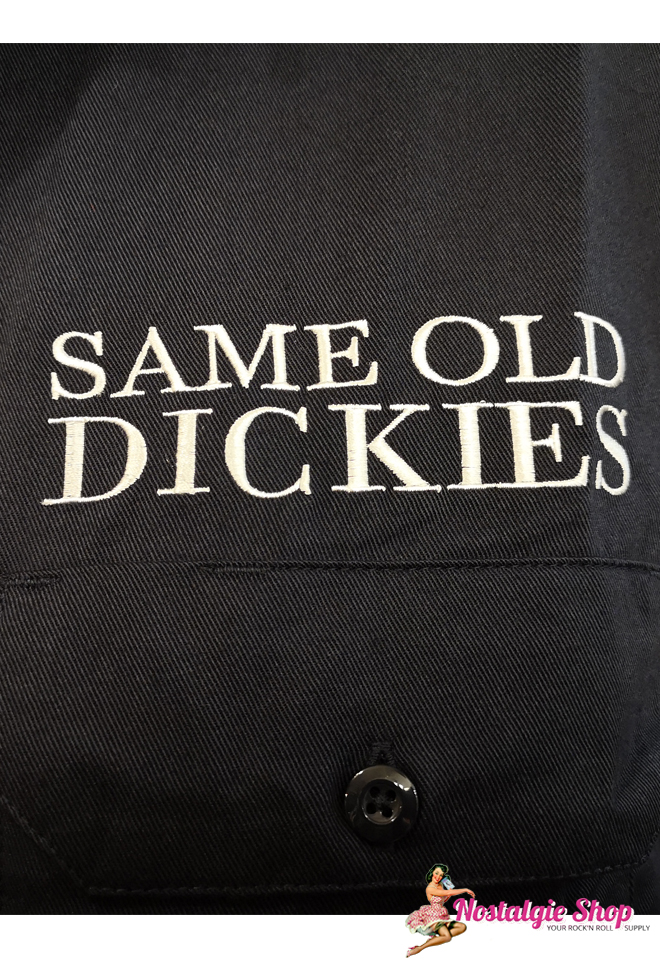 SAME OLD
DICKIES
Nostalgie Shop
YOUR ROCK'N ROLL SUPPLY